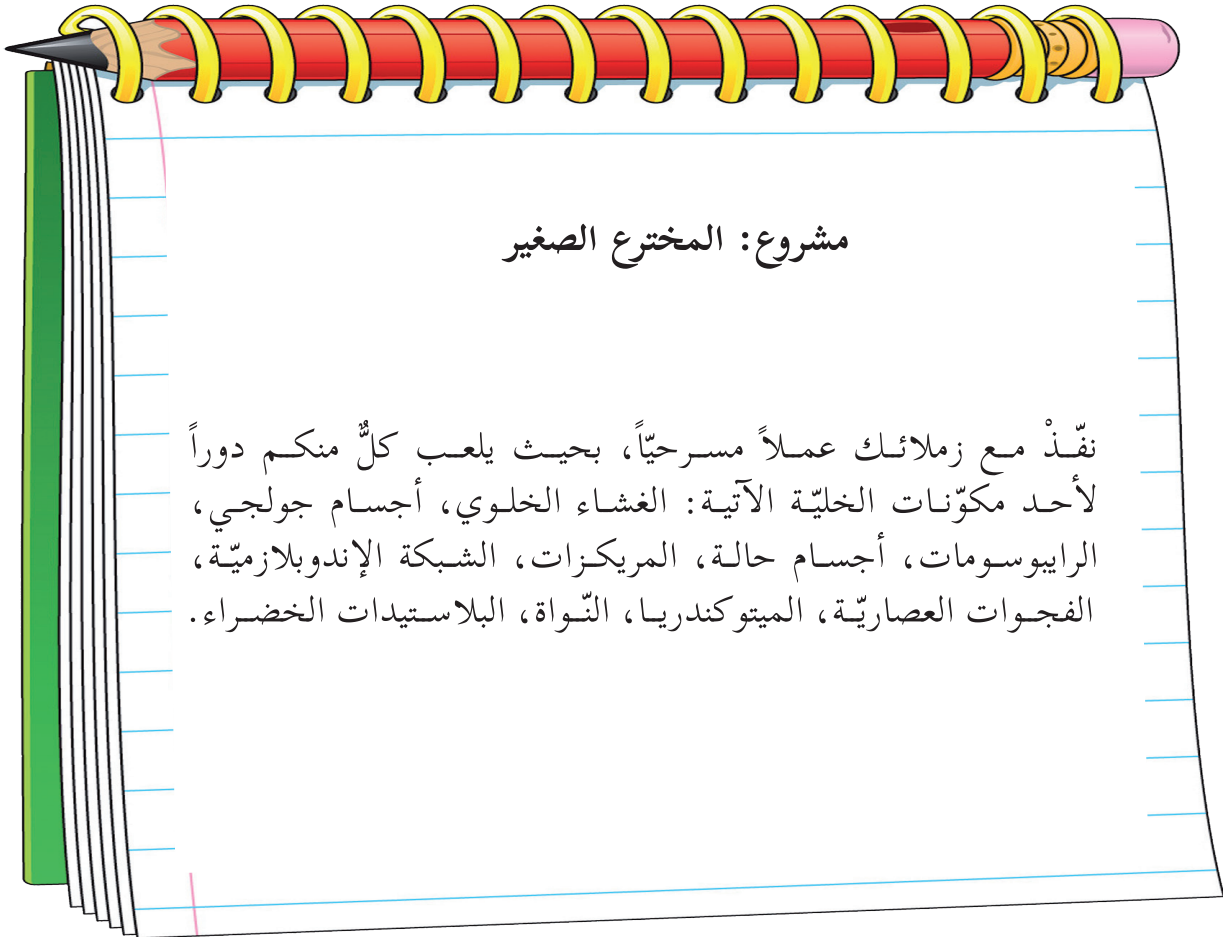 مشروع: المخترع الصغير
نفّذْ مع زملائك عملاً مسرحيّاً، بحيث يلعب كلٌّ منكم دوراً
لأحد مكوّنات الخليّة الآتية: الغشاء الخلوي، أجسام جولجي،
الرايبوسومات، أجسام حالة، المريكزات، الشبكة الإندوبلازميّة،
الفجوات العصاريّة، الميتوكندريا، النّواة، البلاستيدات الخضراء.